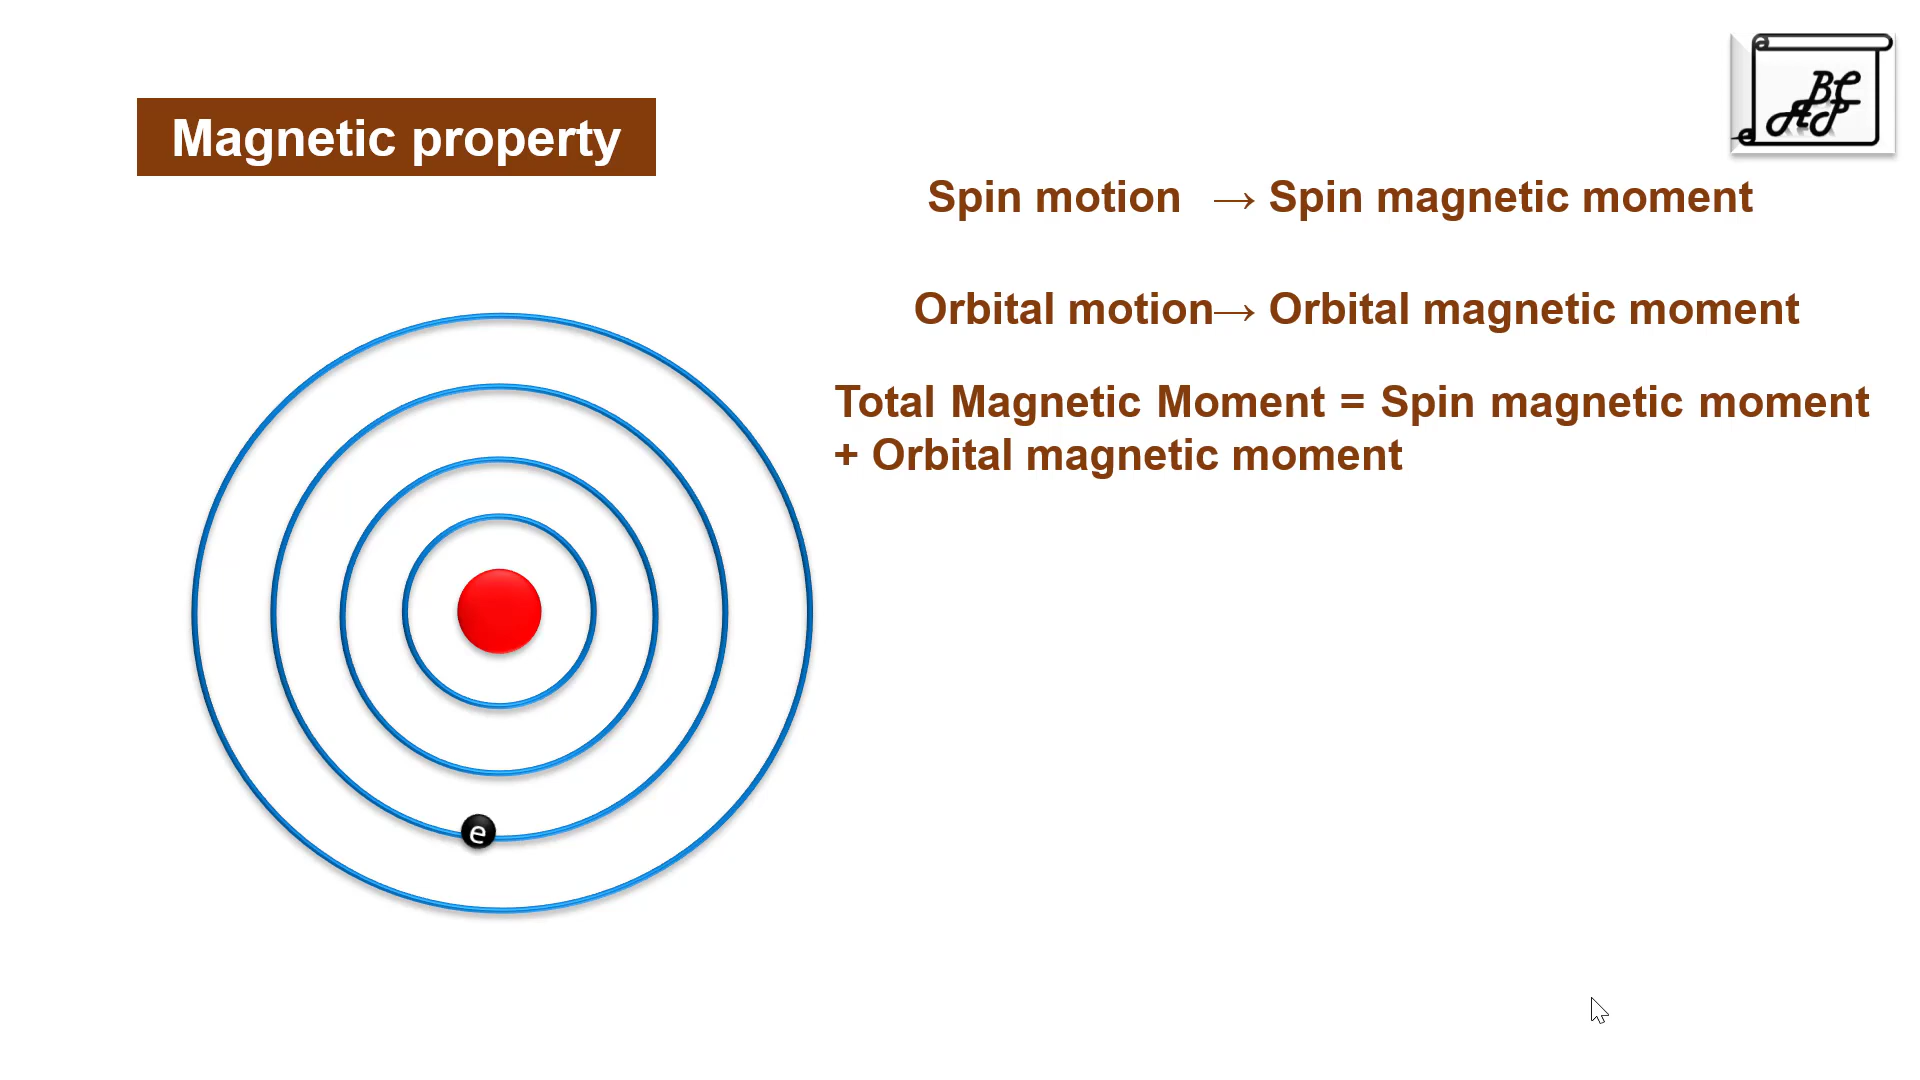 Magnetic property
Spin motion → Spin magnetic moment
Orbital motion→ Orbital magnetic moment
Total Magnetic Moment = Spin magnetic moment
+ Orbital magnetic moment
e